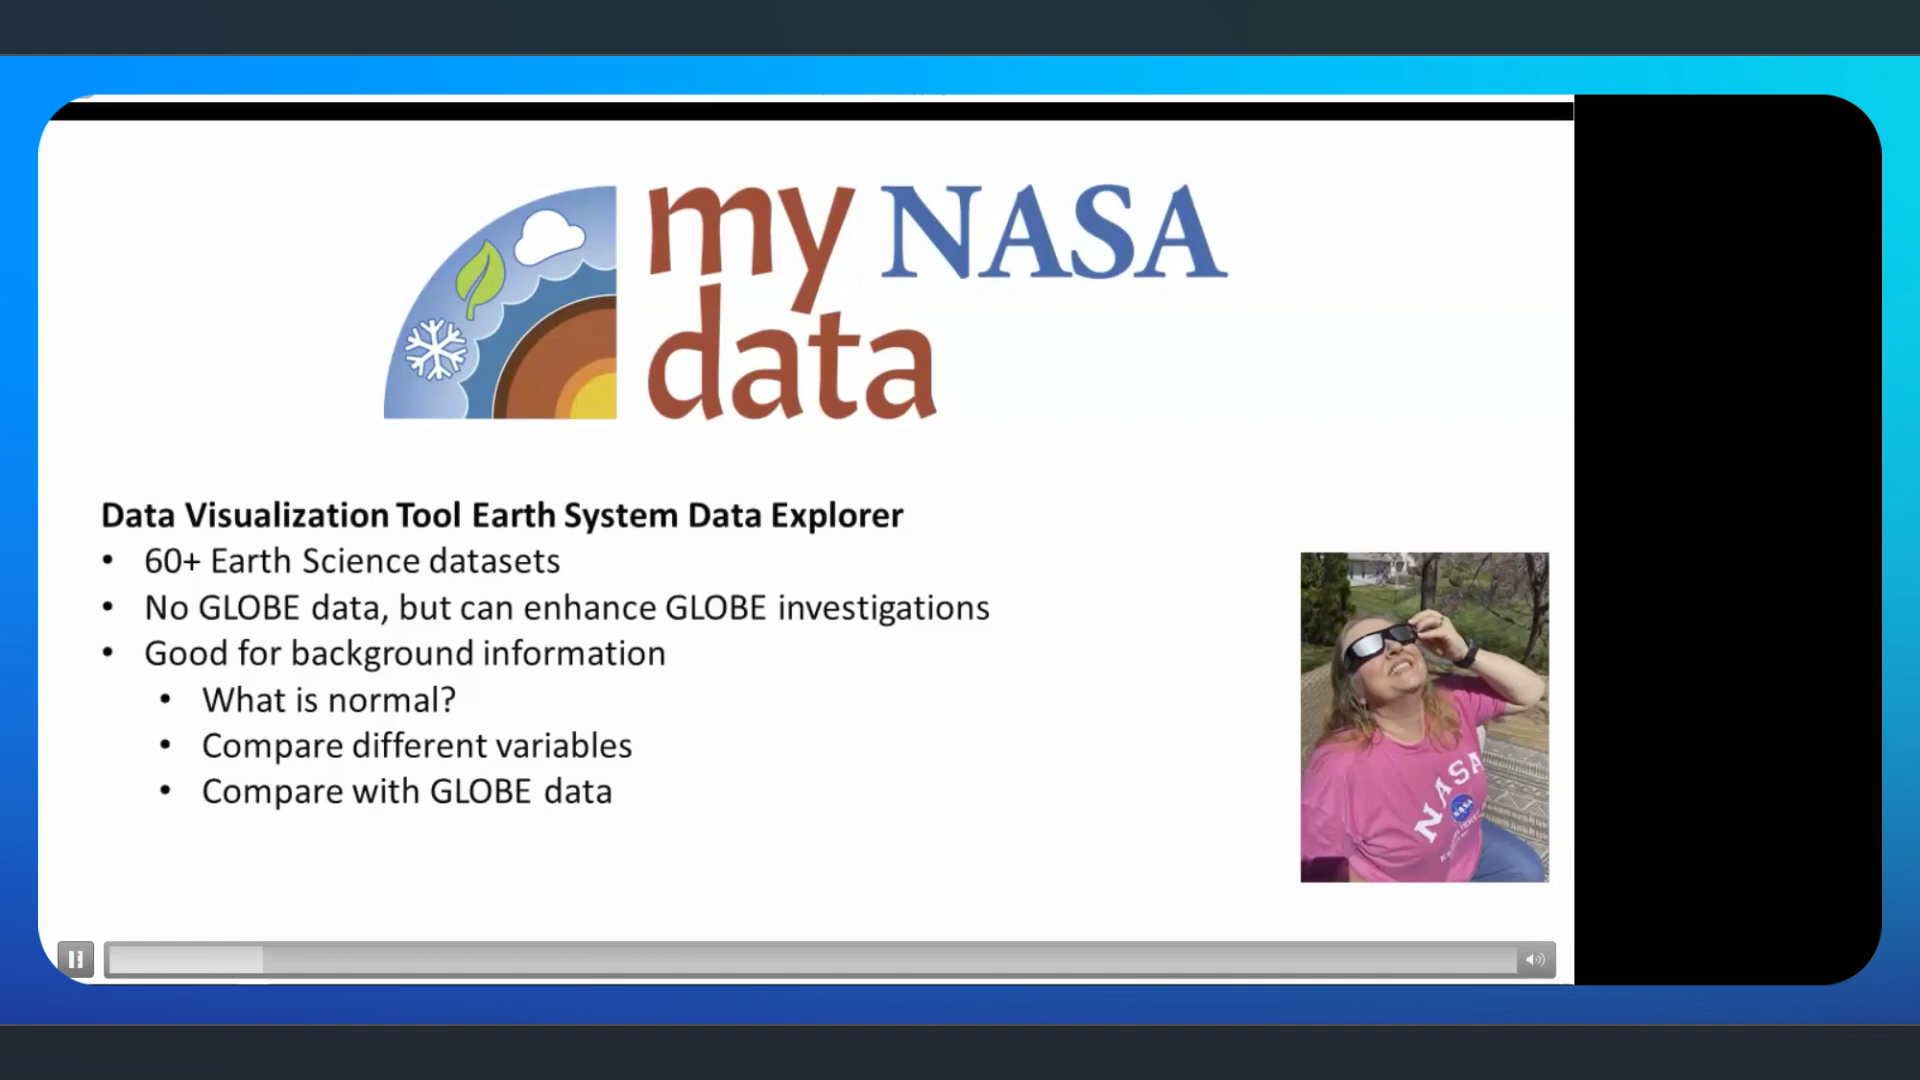 my NASA
data
Data Visualization Tool Earth System Data Explorer
• 60+ Earth Science datasets
• No GLOBE data, but can enhance GLOBE investigations
• Good for background information
• What is normal?
• Compare different variables
• Compare with GLOBE data
NASA
NASA